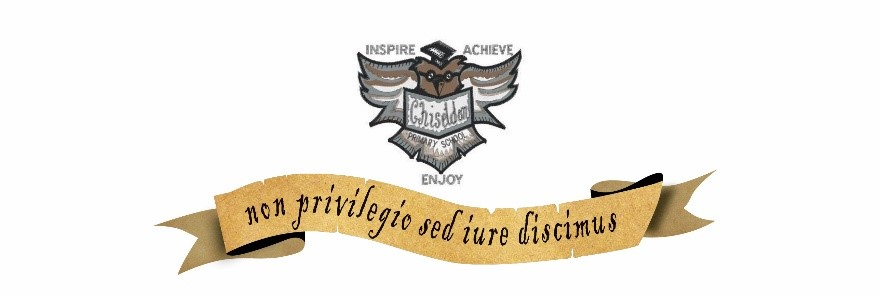 INSPIRE ACHIEVE
Chiseldon
PRIMARY SCHOOL
ENJOY
non privilegio sed iure discimus